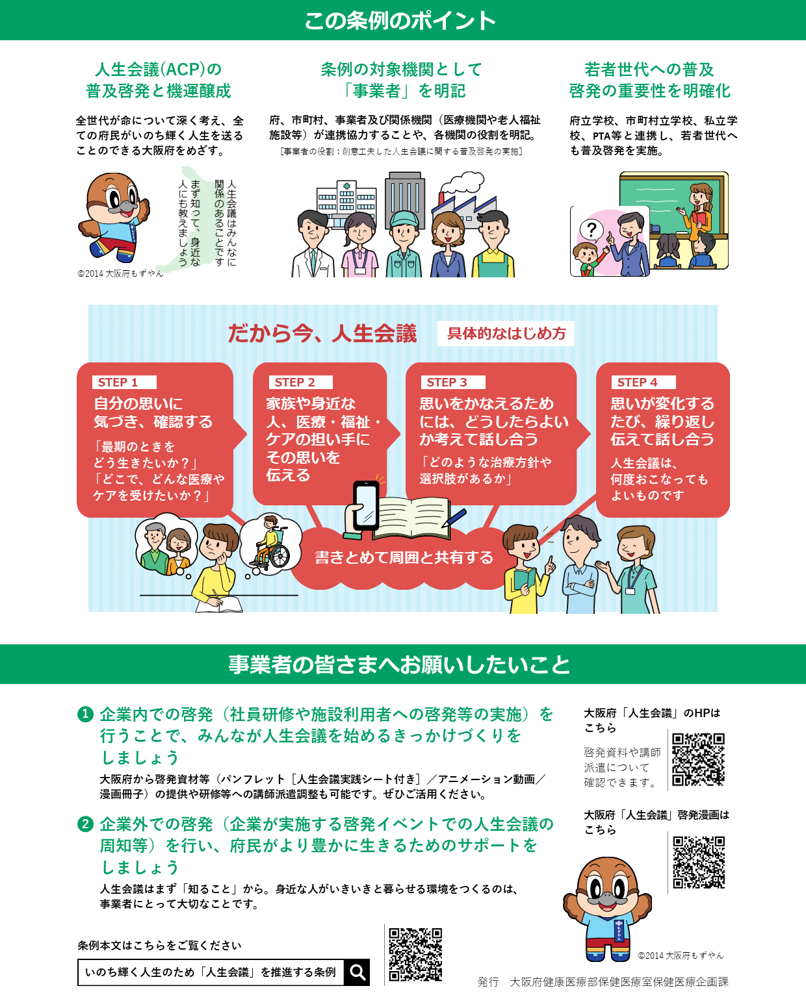 この条例のポイント
人生会議(ACP)の
普及啓発と機運醸成
全世代が命について深く考え、全
ての府民がいのち輝く人生を送る
ことのできる大阪府をめざす。
人生会議はみんなに
関係のあることです
まず知って、身近な
人にも教えましょう
©2014 大阪府もずやん
条例の対象機関として
「事業者」を明記
府、市町村、事業者及び関係機関（医療機関や老人福祉
施設等）が連携協力することや、各機関の役割を明記。
［事業者の役割：創意工夫した人生会議に関する普及啓発の実施］
若者世代への普及
啓発の重要性を明確化
府立学校、市町村立学校、私立学
校、PTA等と連携し、若者世代へ
も普及啓発を実施。
?
だから今、人生会議
具体的なはじめ方
STEP 1
自分の思いに
気づき、確認する
「最期のときを
どう生きたいか？」
「どこで、どんな医療や
ケアを受けたいか？」
STEP 2
家族や身近な
人、医療・福祉・
ケアの担い手に
その思いを
伝える
STEP 3
思いをかなえるため
には、どうしたらよい
か考えて話し合う
「どのような治療方針や
選択肢があるか」
STEP 4
思いが変化する
たび、繰り返し
伝えて話し合う
人生会議は、
何度おこなっても
よいものです
書きとめて周囲と共有する
事業者の皆さまへお願いしたいこと
1 企業内での啓発（社員研修や施設利用者への啓発等の実施）を
行うことで、みんなが人生会議を始めるきっかけづくりを
しましょう
大阪府から啓発資材等（パンフレット［人生会議実践シート付き］／アニメーション動画／
漫画冊子）の提供や研修等への講師派遣調整も可能です。ぜひご活用ください。
2 企業外での啓発（企業が実施する啓発イベントでの人生会議の
周知等）を行い、府民がより豊かに生きるためのサポートを
しましょう
人生会議はまず「知ること」から。身近な人がいきいきと暮らせる環境をつくるのは、
事業者にとって大切なことです。
条例本文はこちらをご覧ください
いのち輝く人生のため「人生会議」を推進する条例
大阪府「人生会議」のHPは
こちら
啓発資料や講師
派遣について
確認できます。
大阪府「人生会議」啓発漫画は
こちら
もずやん
©2014 大阪府もずやん
発行　大阪府健康医療部保健医療室保健医療企画課